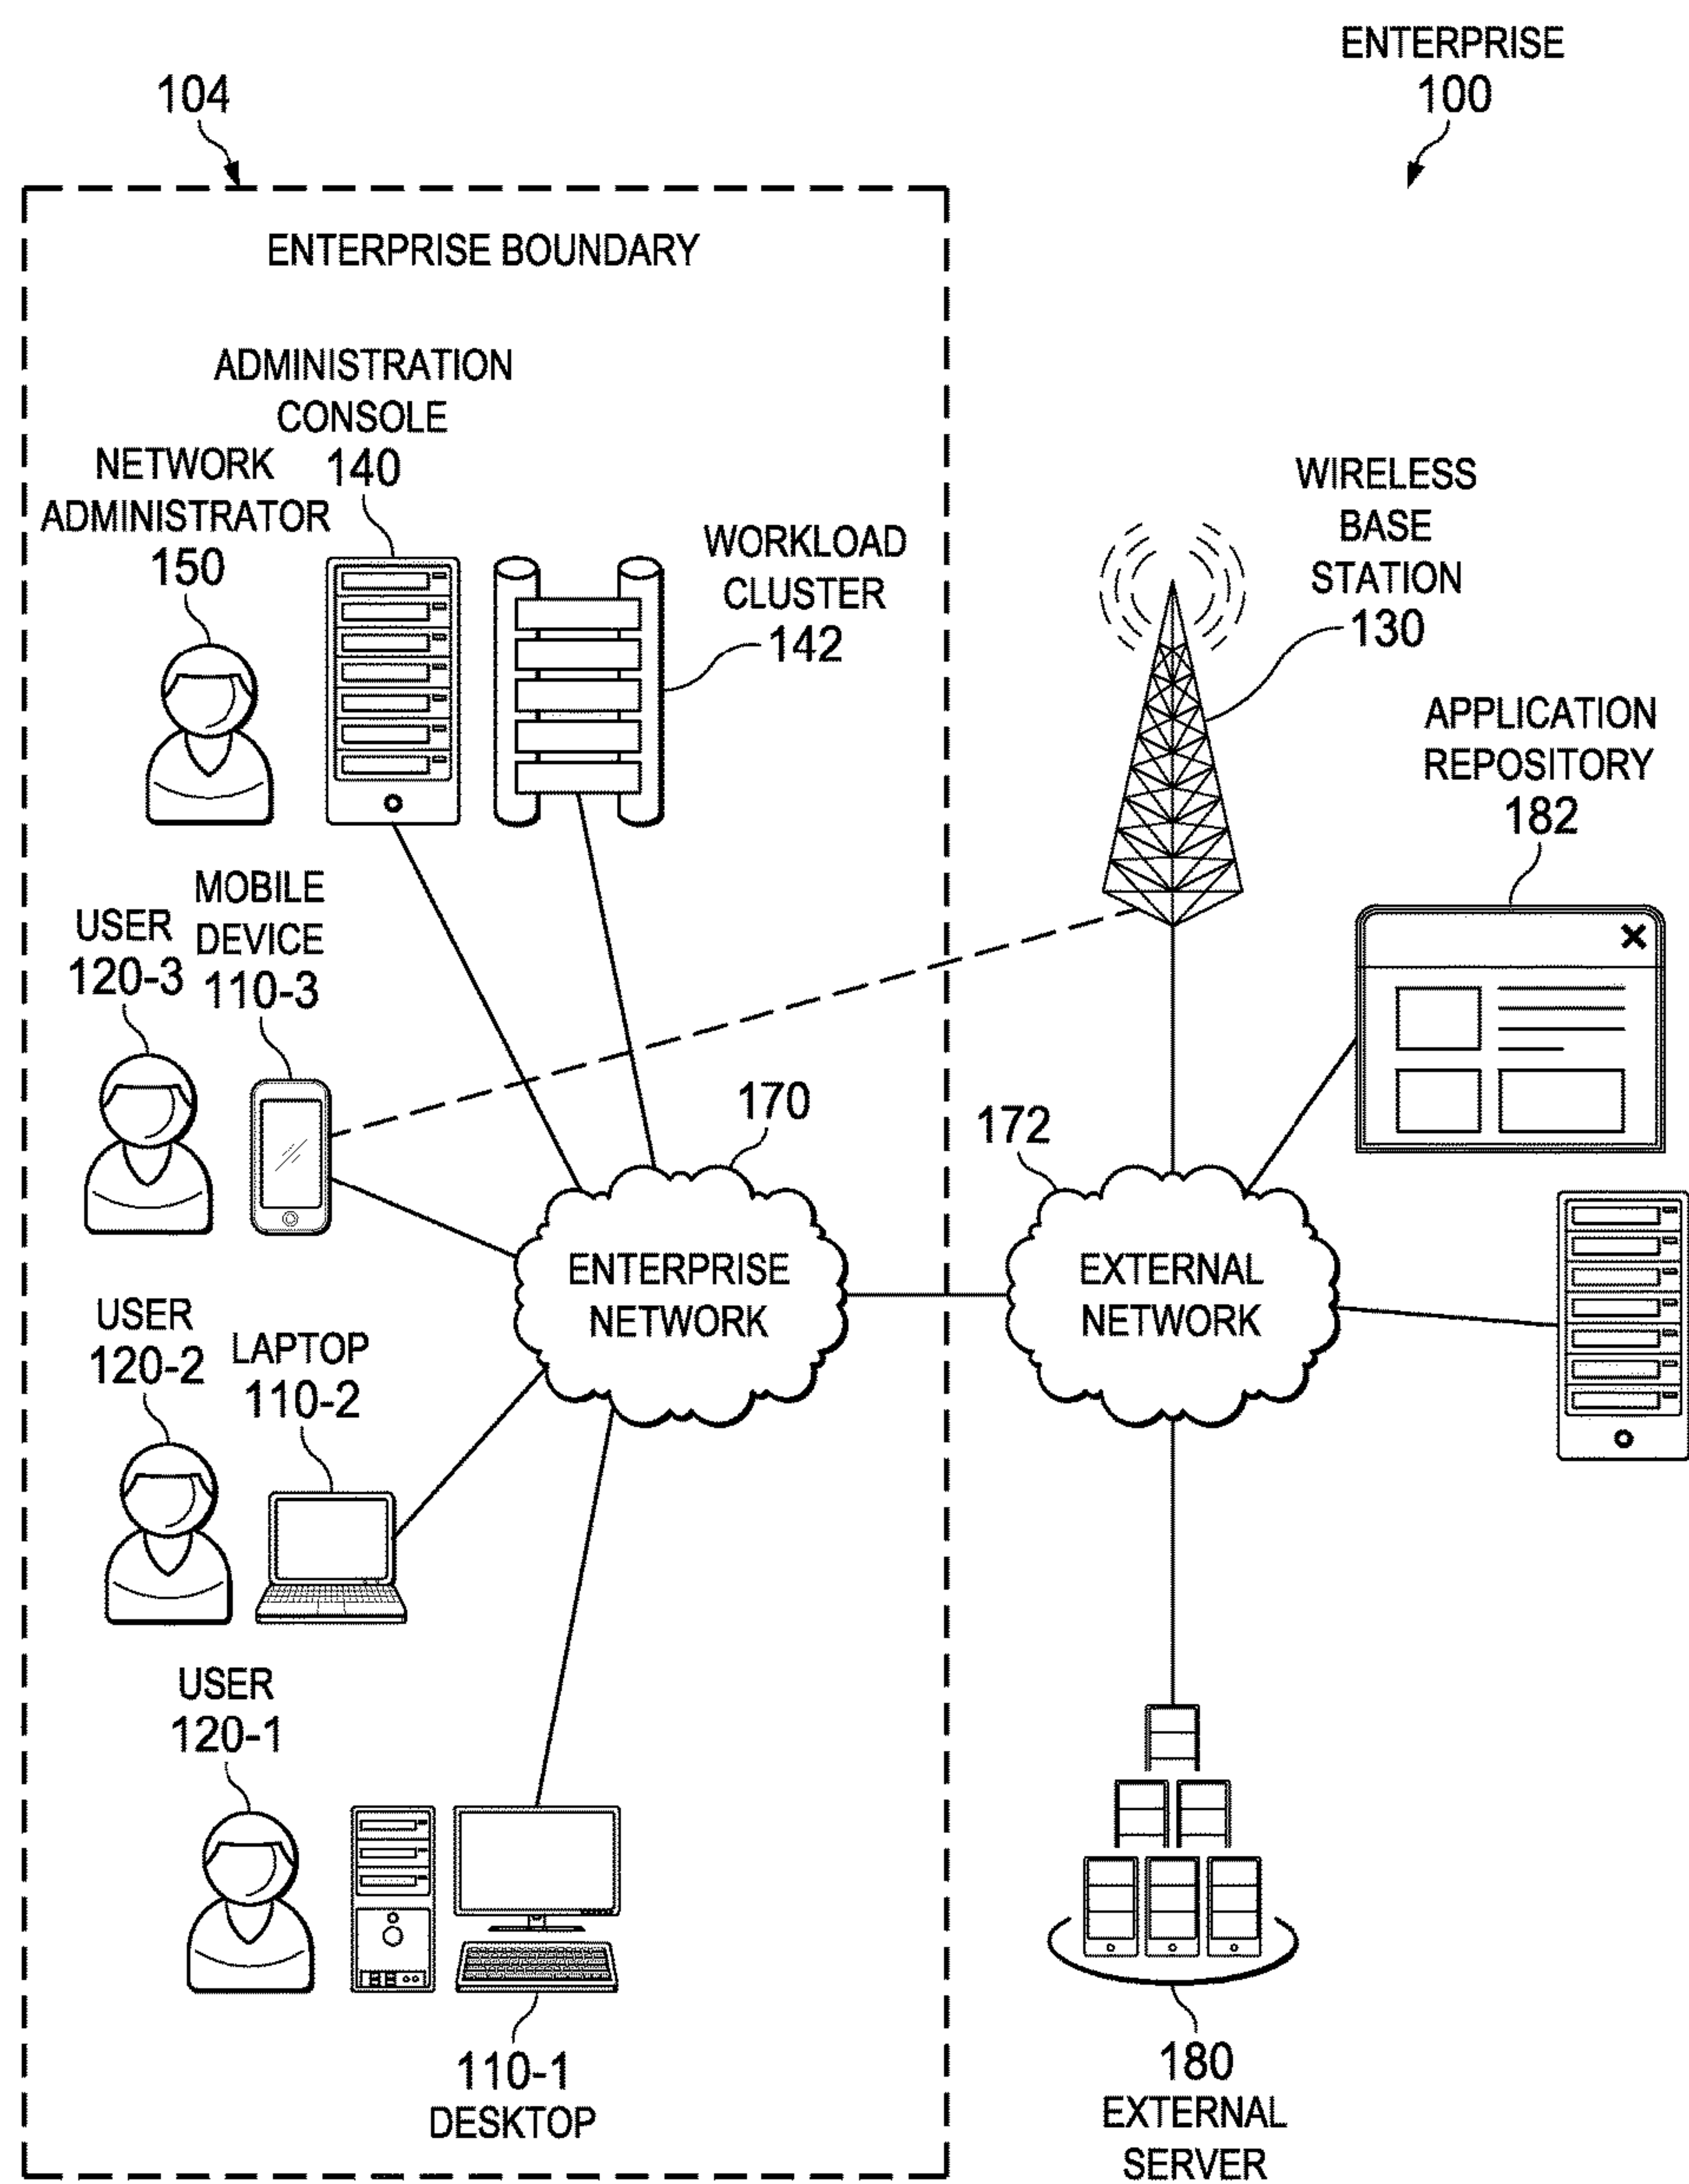 ENTERPRISE
100
104
ENTERPRISE BOUNDARY
ADMINISTRATION
CONSOLE
140
NETWORK
ADMINISTRATOR
150
WORKLOAD
CLUSTER
142
WIRELESS
BASE
STATION
130
APPLICATION
REPOSITORY
182
MOBILE
DEVICE
110-3
USER
120-3
170
172
ENTERPRISE
NETWORK
EXTERNAL
NETWORK
USER
120-2
LAPTOP
110-2
USER
120-1
110-1
DESKTOP
180
EXTERNAL
SERVER